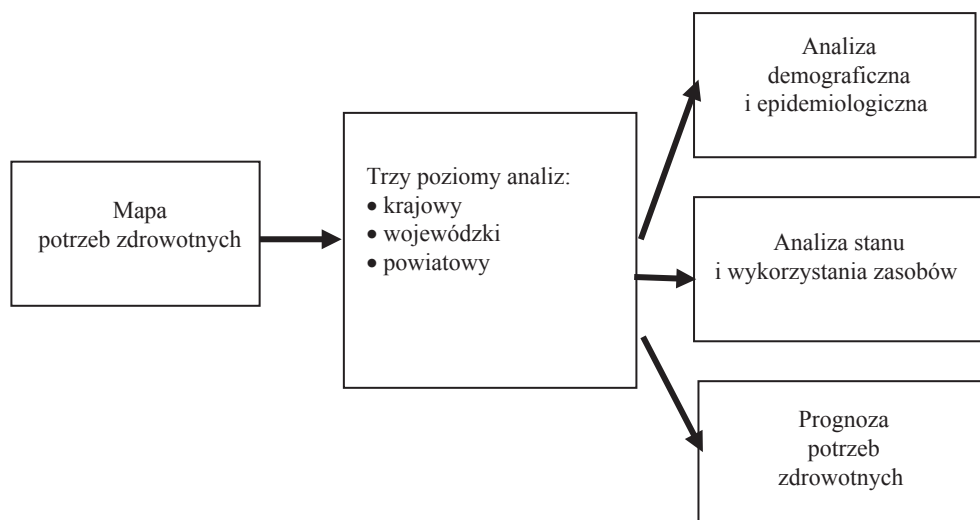 Mapa
potrzeb zdrowotnych
Trzy poziomy analiz:
• krajowy
• wojewódzki
• powiatowy
Analiza
demograficzna
i epidemiologiczna
Analiza stanu
i wykorzystania zasobów
Prognoza
potrzeb
zdrowotnych